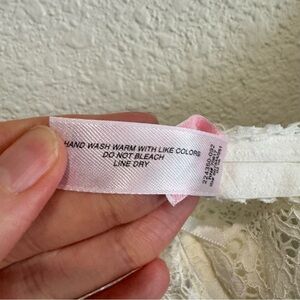 HAND WASH WARM WITH LIKE COLORS
DO NOT BLEACH
LINE DRY